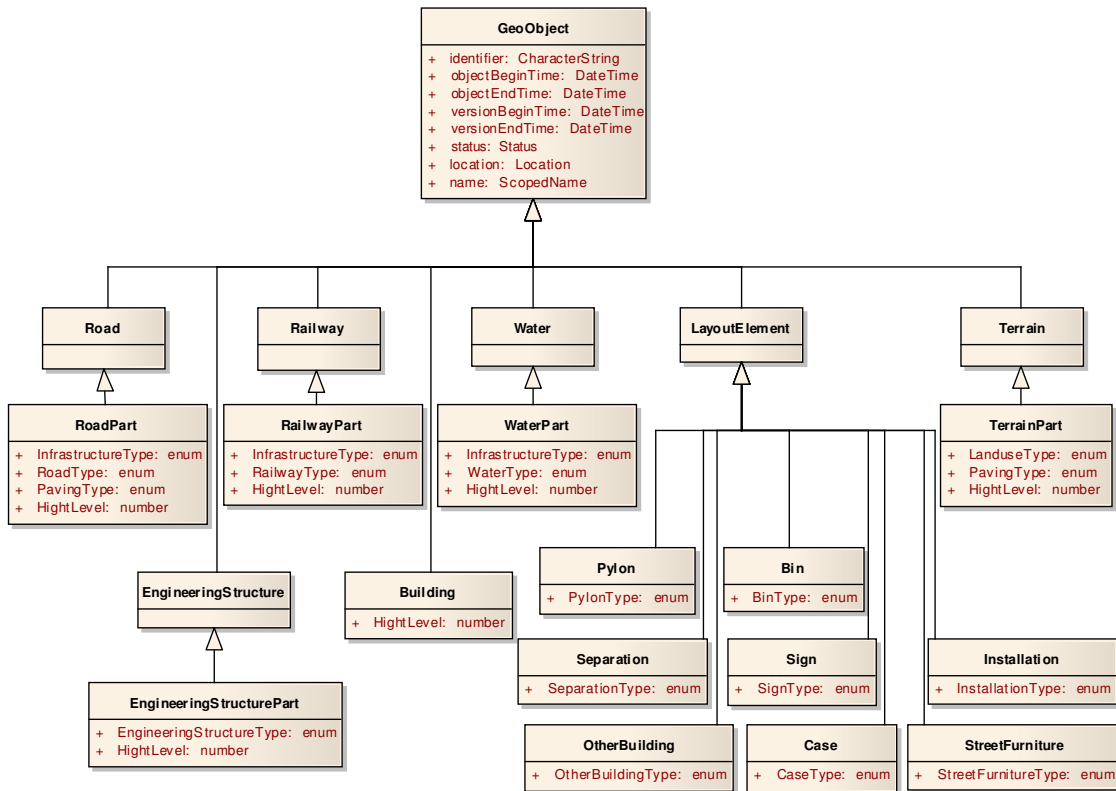 GeoObject
+ identifier: CharacterString
+ objectBeginTime: DateTime
+ objectEndTime: DateTime
+ versionBeginTime: DateTime
+ versionEndTime: DateTime
+ status: Status
+ location: Location
+ name: ScopedName
Road
Railway
Water
LayoutElement
Terrain
RoadPart
+ InfrastructureType: enum
+ RoadType: enum
+ PavingType: enum
+ HightLevel: number
RailwayPart
+ InfrastructureType: enum
+ RailwayType: enum
+ HightLevel: number
WaterPart
+ InfrastructureType: enum
+ WaterType: enum
+ HightLevel: number
TerrainPart
+ LanduseType: enum
+ PavingType: enum
+ HightLevel: number
EngineeringStructure
Building
+ HightLevel: number
Pylon
+ PylonType: enum
Bin
+ BinType: enum
Separation
+ SeparationType: enum
Sign
+ SignType: enum
Installation
+ InstallationType: enum
EngineeringStructurePart
+ EngineeringStructureType: enum
+ HightLevel: number
OtherBuilding
+ OtherBuildingType: enum
Case
+ CaseType: enum
StreetFurniture
+ StreetFurnitureType: enum